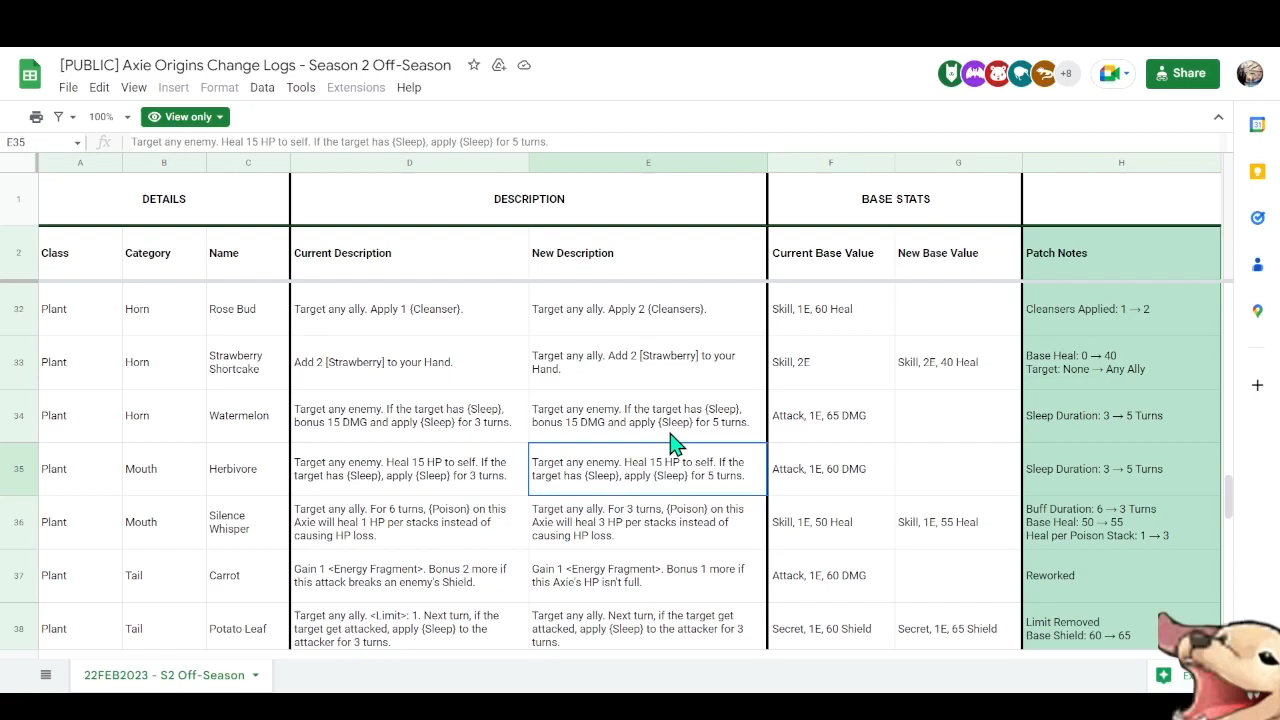 [PUBLIC] Axie Origins Change Logs - Season 2 Off-Season
+8
Share
File Edit View Insert Format Data Tools Extensions Help
100%
View only
31
E35
fx
Target any enemy. Heal 15 HP to self. If the target has {Sleep}, apply {Sleep} for 5 turns.
A B C D E F G H
1 DETAILS DESCRIPTION BASE STATS
2 Class Category Name Current Description New Description Current Base Value New Base Value Patch Notes
32 Plant Horn Rose Bud Target any ally. Apply 1 {Cleanser}. Target any ally. Apply 2 {Cleansers}. Skill, 1E, 60 Heal Cleansers Applied: 1 → 2
33 Plant Horn
Strawberry
Shortcake
Add 2 [Strawberry] to your Hand.
Target any ally. Add 2 [Strawberry] to your
Hand.
Skill, 2E
Skill, 2E, 40 Heal
Base Heal: 0 → 40
Target: None → Any Ally
34 Plant Horn Watermelon
Target any enemy. If the target has {Sleep},
bonus 15 DMG and apply {Sleep} for 3 turns.
Target any enemy. If the target has {Sleep},
bonus 15 DMG and apply {Sleep} for 5 turns.
Attack, 1E, 65 DMG
Sleep Duration: 3 → 5 Turns
35 Plant Mouth Herbivore
Target any enemy. Heal 15 HP to self. If the
target has {Sleep}, apply {Sleep} for 3 turns.
Target any enemy. Heal 15 HP to self. If the
target has {Sleep}, apply {Sleep} for 5 turns.
Attack, 1E, 60 DMG
Sleep Duration: 3 → 5 Turns
36 Plant Mouth
Silence
Whisper
Target any ally. For 6 turns, {Poison} on this
Axie will heal 1 HP per stacks instead of
causing HP loss.
Target any ally. For 3 turns, {Poison} on this
Axie will heal 3 HP per stacks instead of
causing HP loss.
Skill, 1E, 50 Heal
Skill, 1E, 55 Heal
Buff Duration: 6 → 3 Turns
Base Heal: 50 → 55
Heal per Poison Stack: 1 → 3
37 Plant Tail Carrot
Gain 1 <Energy Fragment>. Bonus 2 more if
this attack breaks an enemy's Shield.
Gain 1 <Energy Fragment>. Bonus 1 more if
this Axie's HP isn't full.
Attack, 1E, 60 DMG
Reworked
38 Plant Tail Potato Leaf
Target any ally. <Limit>: 1. Next turn, if the
target get attacked, apply {Sleep} to the
attacker for 3 turns.
Target any ally. Next turn, if the target get
attacked, apply {Sleep} to the attacker for 3
turns.
Secret, 1E, 60 Shield
Secret, 1E, 65 Shield
Limit Removed
Base Shield: 60 → 65
22FEB2023 - S2 Off-Season